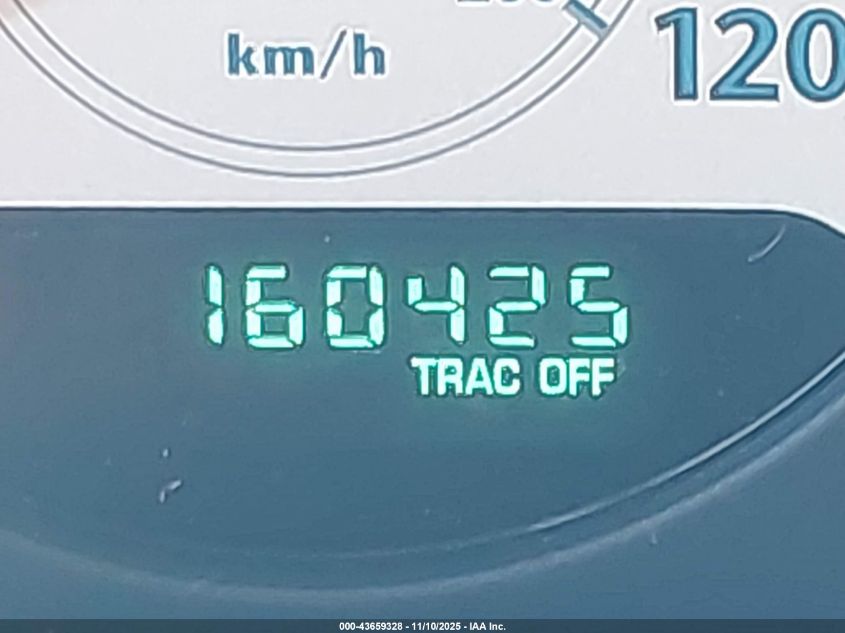 km/h
120
160425
TRAC OFF
000-43659328 - 11/10/2025 - IAA Inc.